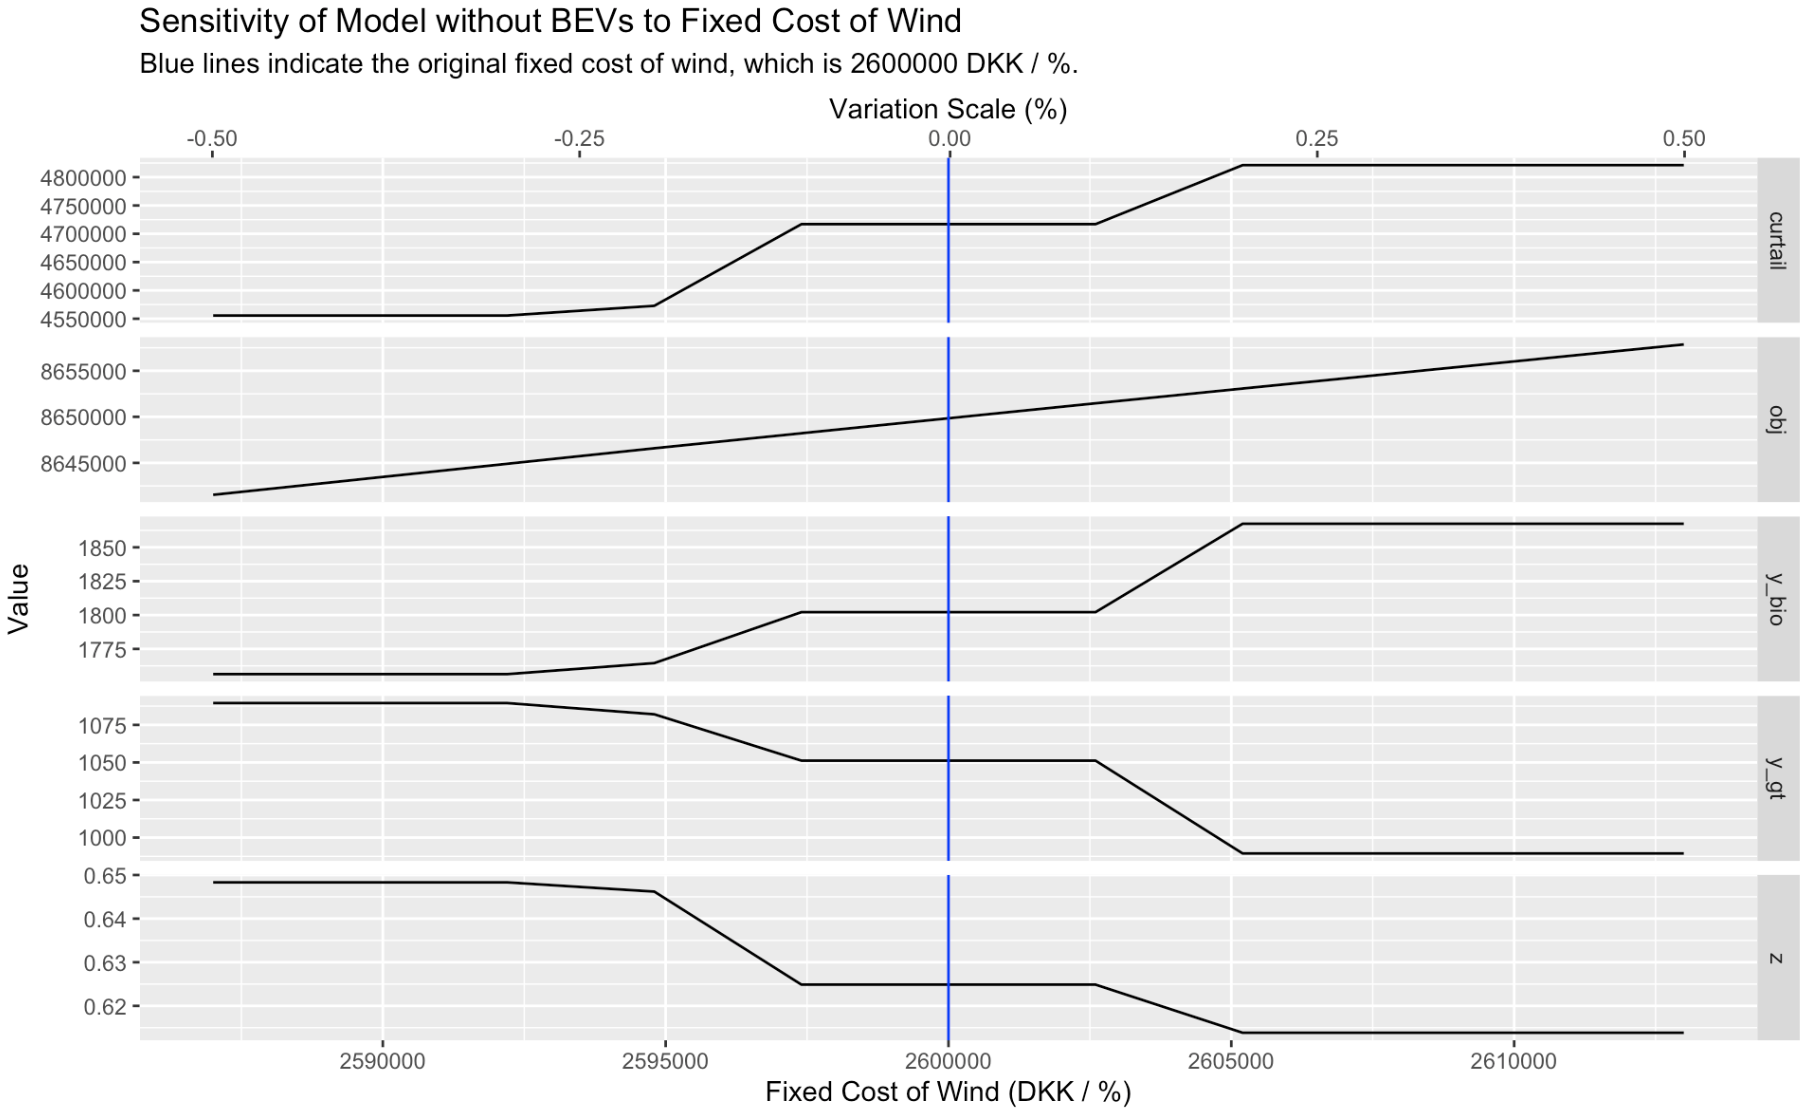 Sensitivity of Model without BEVs to Fixed Cost of Wind
Blue lines indicate the original fixed cost of wind, which is 2600000 DKK / %.
Variation Scale (%)
-0.50 -0.25 0.00 0.25 0.50
4800000
4750000
4700000
4650000
4600000
4550000
curtail
8655000
8650000
8645000
obj
Value
1850
1825
1800
1775
y_bio
1075
1050
1025
1000
y_gt
0.65
0.64
0.63
0.62
z
2590000 2595000 2600000 2605000 2610000
Fixed Cost of Wind (DKK / %)